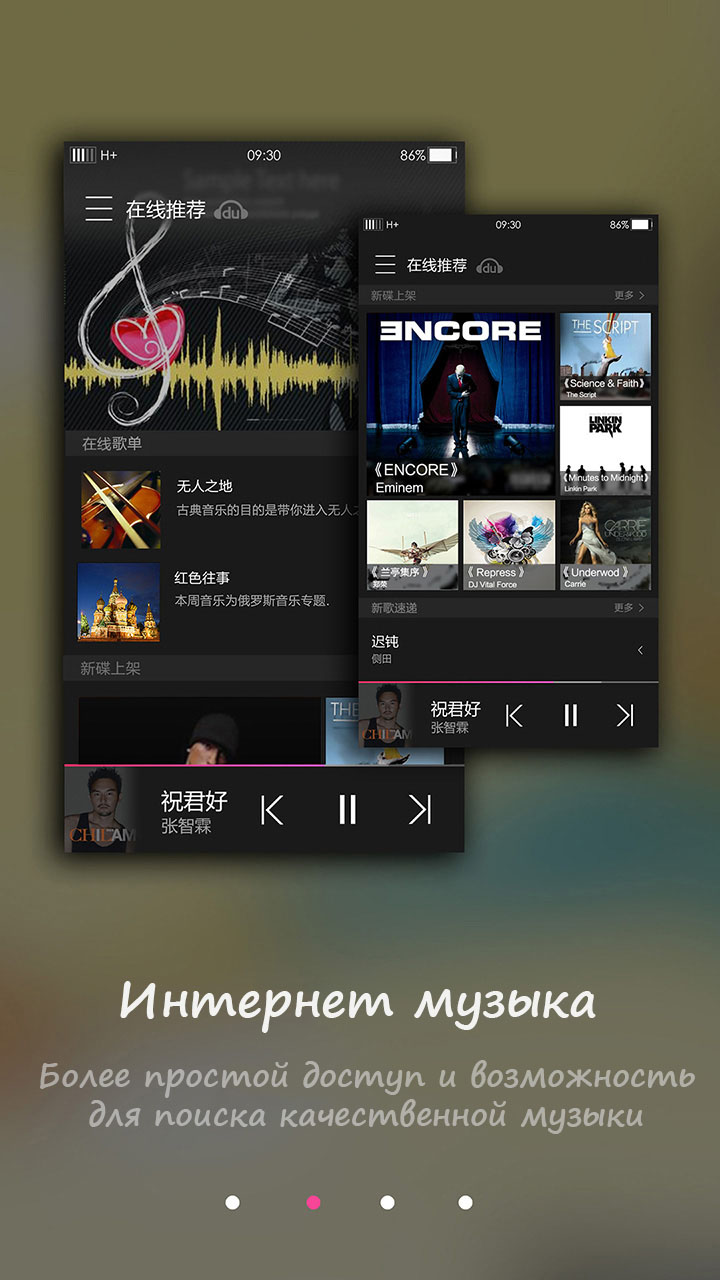 H+ 09:30 86%
Sample Text here
在线推荐 du
在线歌单
无人之地
古典音乐的目的是带你进入无人之
红色往事
本周音乐为俄罗斯音乐专题.
新碟上架
THE
CHILAM
祝君好
张智霖
H+ 09:30 86%
在线推荐 du
新碟上架 更多
ENCORE
《ENCORE》
Eminem
THE SCRIPT
《Science & Faith》
The Script
LINKIN
PARK
《Minutes to Midnight》
Linkin Park
《兰亭集序》
《Repress》
DJ Vital Force
CARRIE
UNDERWOOD
《Underwod》
Carrie
新歌速递 更多
迟钝
侧田
CHILAM
祝君好
张智霖
Интернет музыка
Более простой доступ и возможность
для поиска качественной музыки